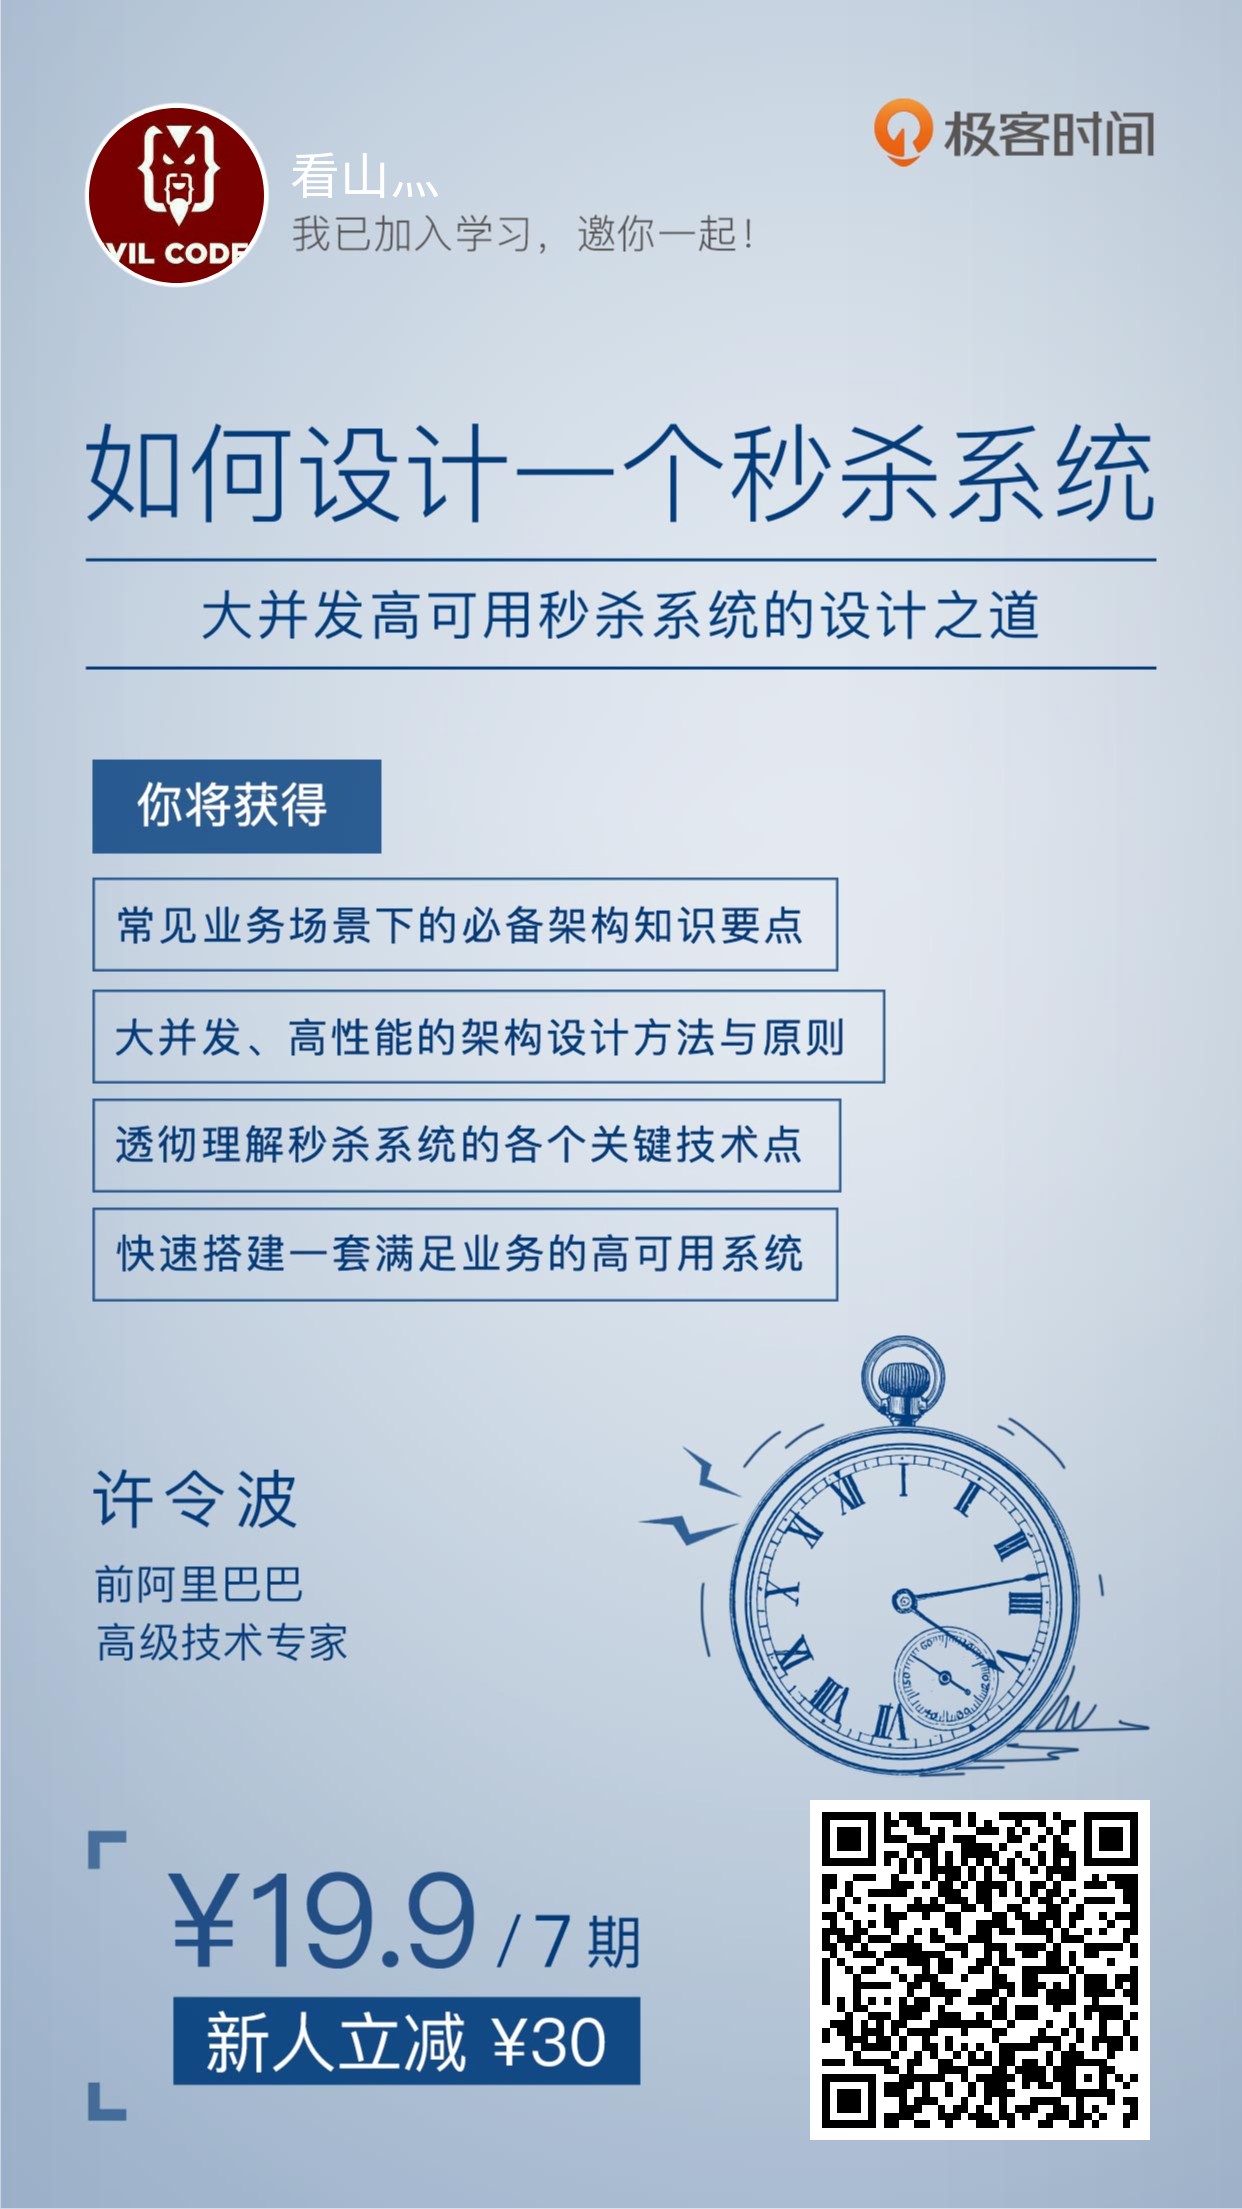 极客时间
看山灬
我已加入学习，邀你一起！
VIL CODE
如何设计一个秒杀系统
大并发高可用秒杀系统的设计之道
你将获得
常见业务场景下的必备架构知识要点
大并发、高性能的架构设计方法与原则
透彻理解秒杀系统的各个关键技术点
快速搭建一套满足业务的高可用系统
许令波
前阿里巴巴
高级技术专家
¥19.9 / 7 期
新人立减 ¥30